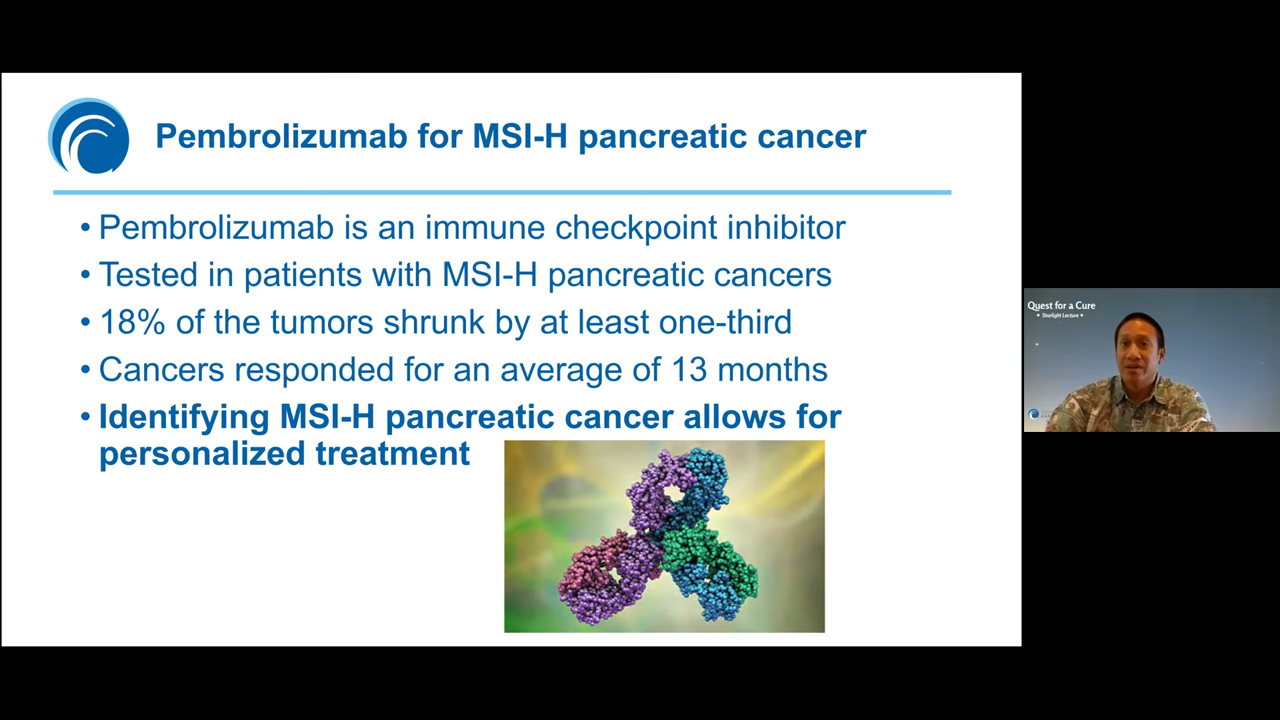 Pembrolizumab for MSI-H pancreatic cancer
• Pembrolizumab is an immune checkpoint inhibitor
• Tested in patients with MSI-H pancreatic cancers
• 18% of the tumors shrunk by at least one-third
• Cancers responded for an average of 13 months
• Identifying MSI-H pancreatic cancer allows for
personalized treatment
Quest for a Cure
• Starlight Lecture •